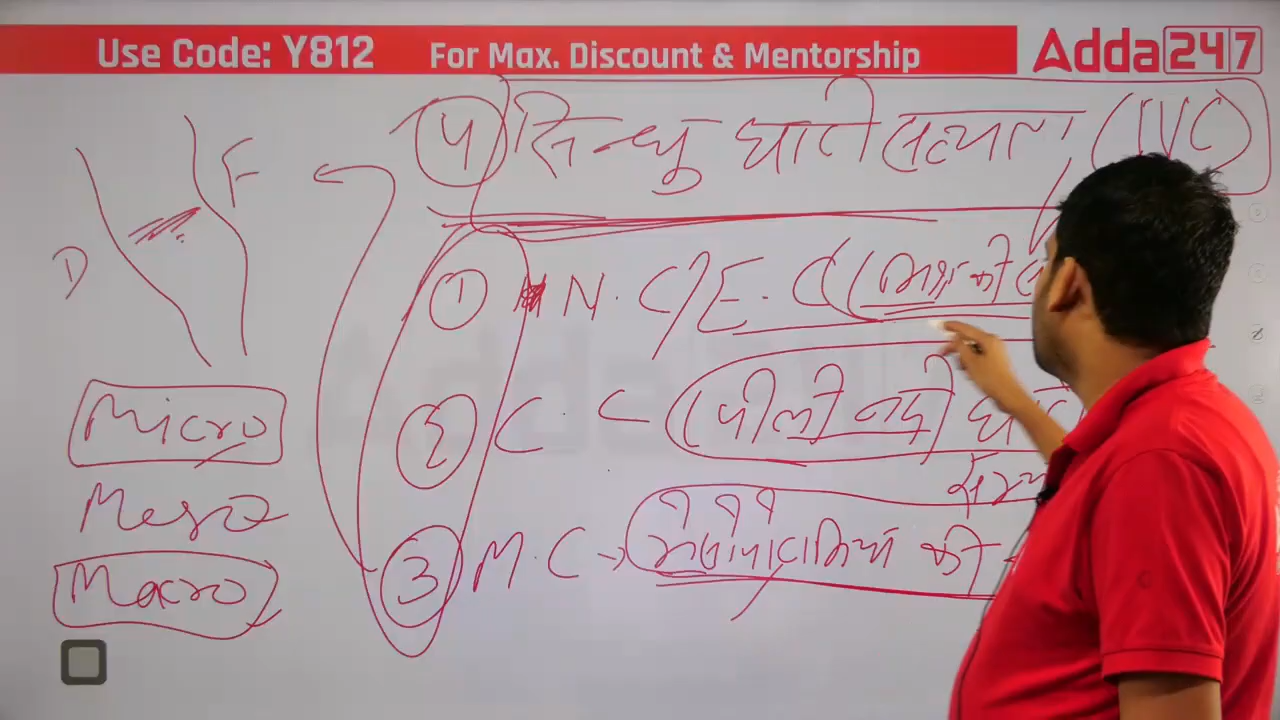 Use Code: Y812 For Max. Discount & Mentorship Adda247
4 सिन्धु घाटी सभ्यता (IVC)
D F
1 N.C/E.C (मिश्र की
2 C.C (पीली नदी
3 M.C → मेसोपोटामिया की
Micro
Meso
Macro